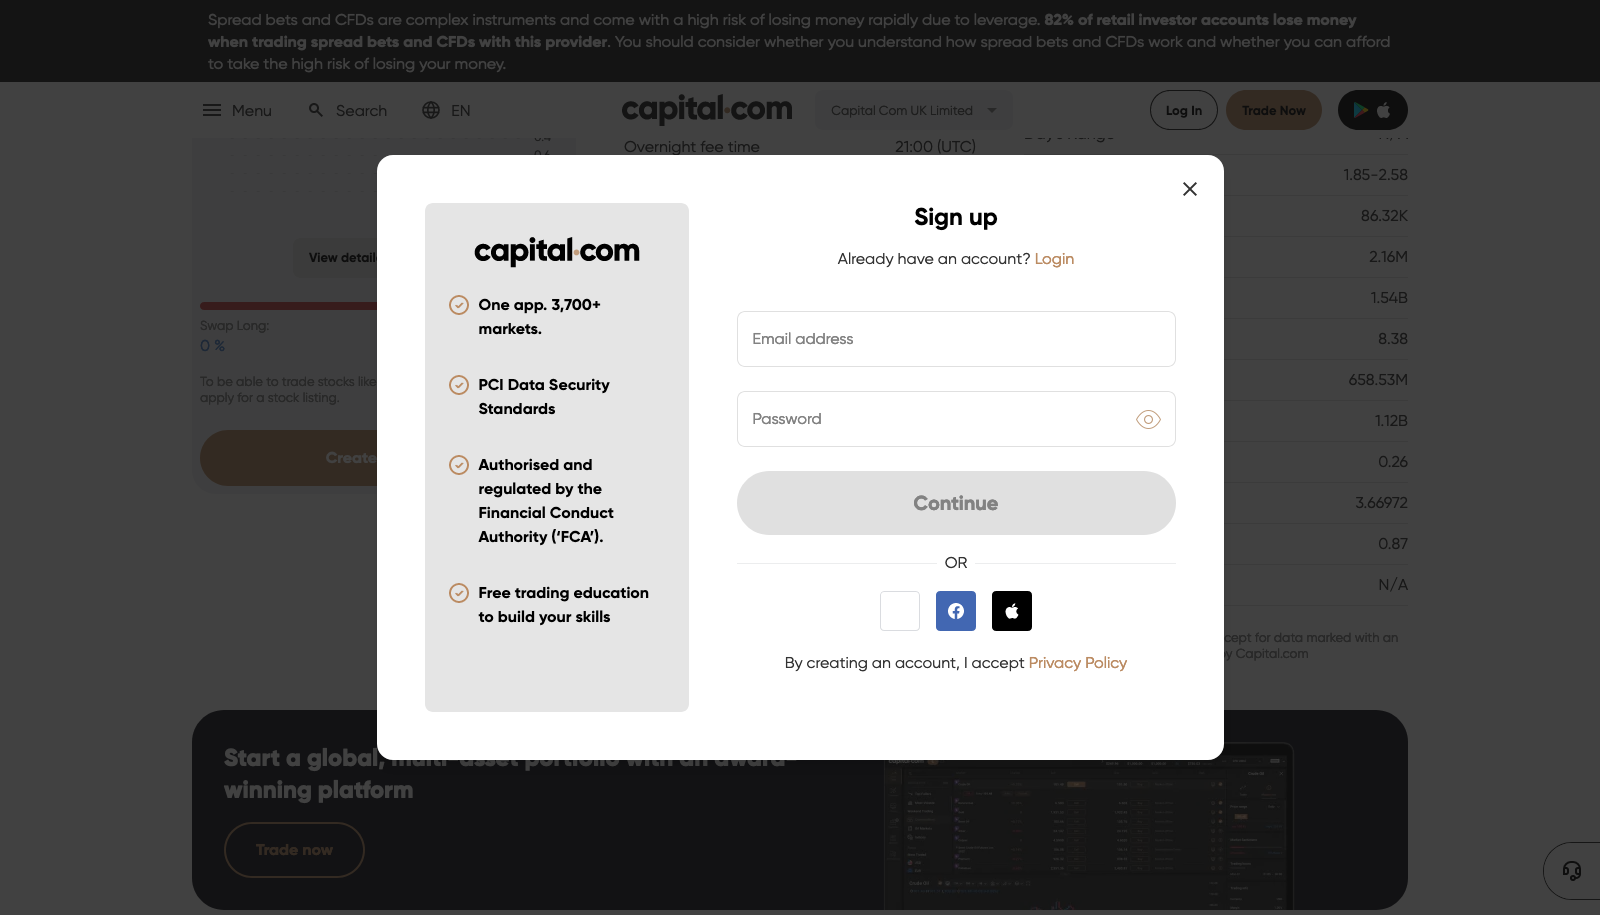 Spread bets and CFDs are complex instruments and come with a high risk of losing money rapidly due to leverage. 82% of retail investor accounts lose money
when trading spread bets and CFDs with this provider. You should consider whether you understand how spread bets and CFDs work and whether you can afford
to take the high risk of losing your money.
Menu
Search
EN
capital.com
Capital Com UK Limited
Log In
Trade Now
Overnight fee time
21:00 (UTC)
1.85-2.58
86.32K
2.16M
1.54B
8.38
658.53M
1.12B
0.26
3.66972
0.87
N/A
View detail
Swap Long:
0 %
To be able to trade stocks like
apply for a stock listing.
Create
capital.com
One app. 3,700+
markets.
PCI Data Security
Standards
Authorised and
regulated by the
Financial Conduct
Authority (‘FCA’).
Free trading education
to build your skills
Sign up
Already have an account? Login
Email address
Password
Continue
OR
By creating an account, I accept Privacy Policy
cept for data marked with an
by Capital.com
Start a global, multi-asset portfolio with an award-
winning platform
Trade now